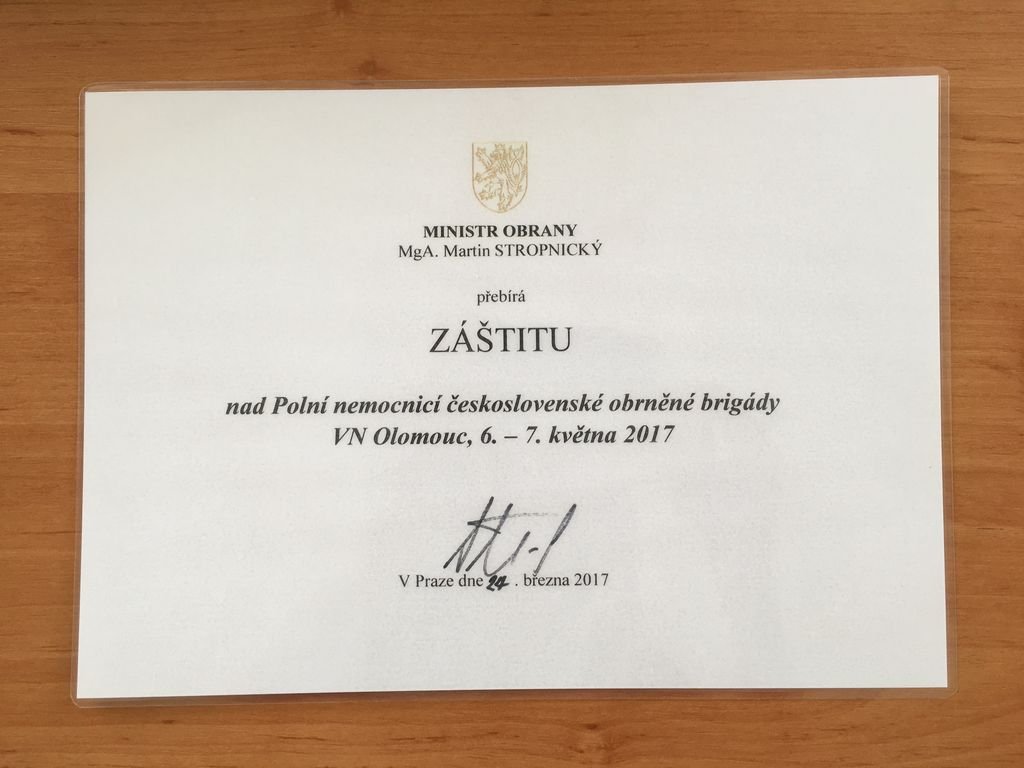 MINISTR OBRANY
MgA. Martin STROPNICKÝ
přebírá
ZÁŠTITU
nad Polní nemocnicí československé obrněné brigády
VN Olomouc, 6. – 7. května 2017
V Praze dne 24. března 2017